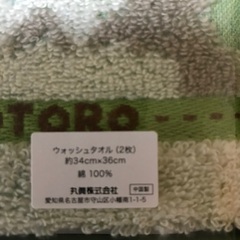 TORO
ウォッシュタオル（2枚）
約34cm×36cm
綿 100%
丸眞株式会社 中国製
愛知県名古屋市守山区小幡南1-1-5